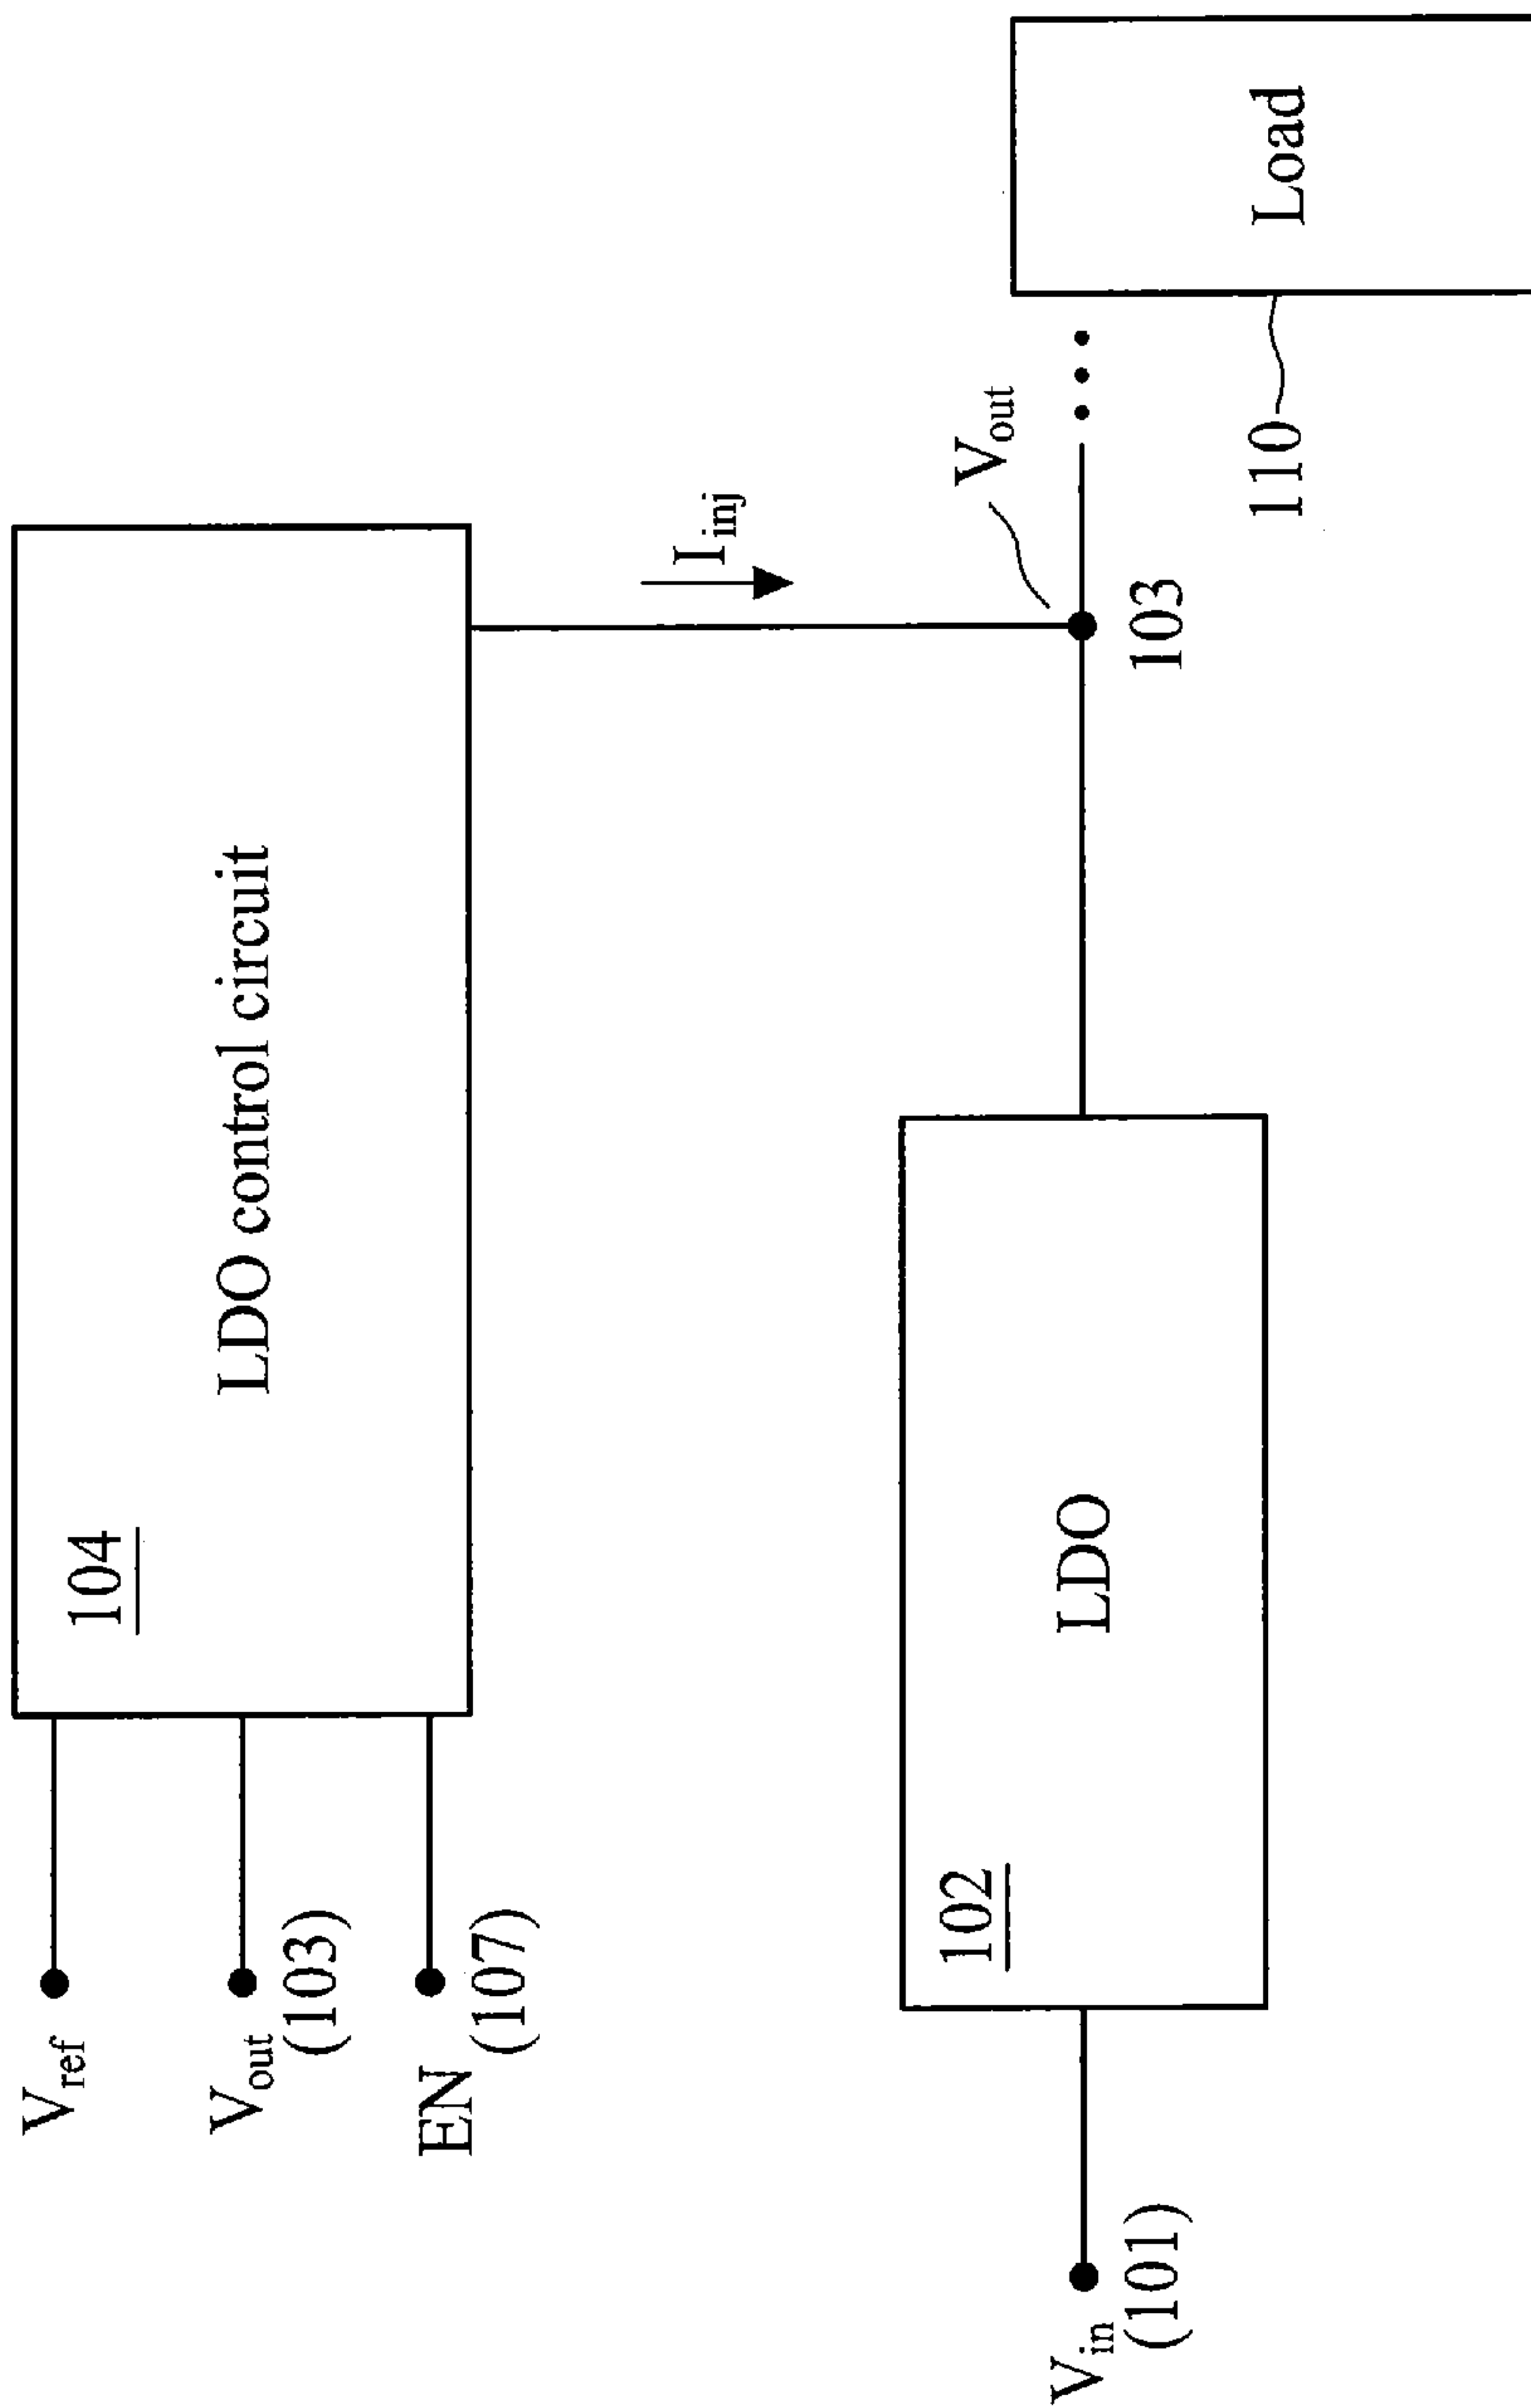 V_ref
V_out
(103)
EN
(107)
104
LDO control circuit
I_inj
V_in
(101)
102
LDO
V_out
103
110
Load